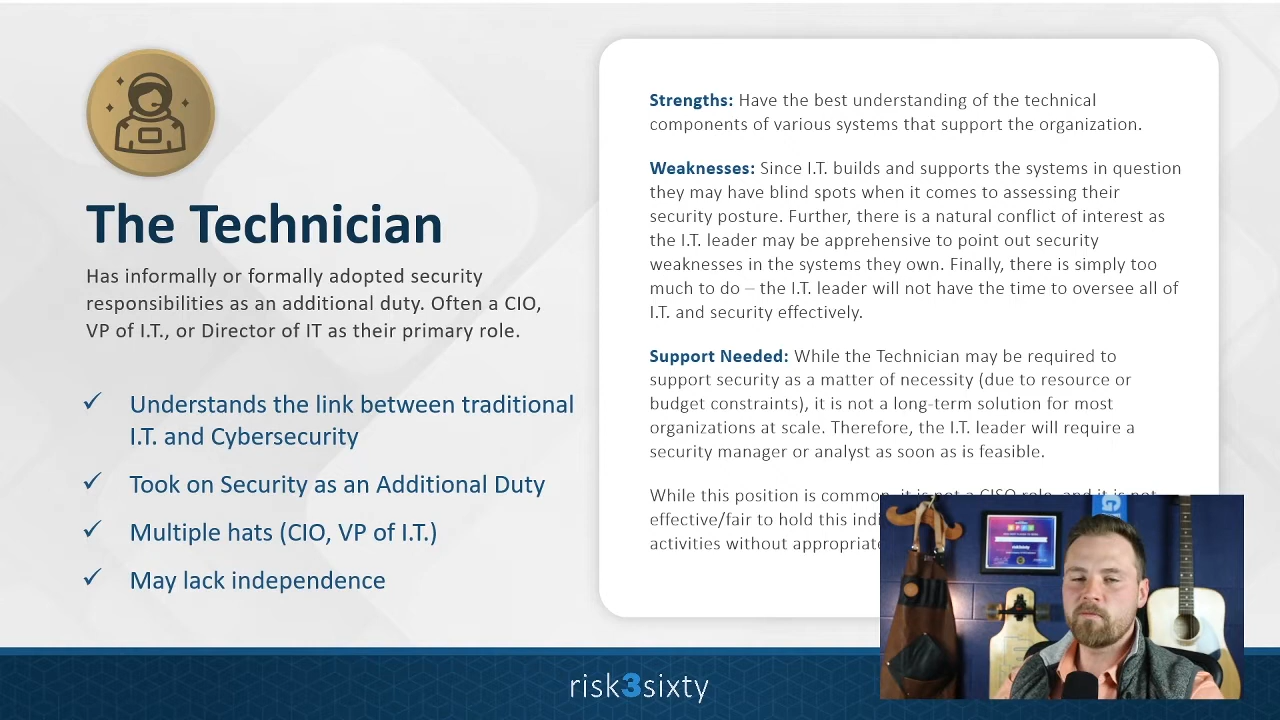 The Technician
Has informally or formally adopted security
responsibilities as an additional duty. Often a CIO,
VP of I.T., or Director of IT as their primary role.
Understands the link between traditional
I.T. and Cybersecurity
Took on Security as an Additional Duty
Multiple hats (CIO, VP of I.T.)
May lack independence
Strengths: Have the best understanding of the technical
components of various systems that support the organization.
Weaknesses: Since I.T. builds and supports the systems in question
they may have blind spots when it comes to assessing their
security posture. Further, there is a natural conflict of interest as
the I.T. leader may be apprehensive to point out security
weaknesses in the systems they own. Finally, there is simply too
much to do – the I.T. leader will not have the time to oversee all of
I.T. and security effectively.
Support Needed: While the Technician may be required to
support security as a matter of necessity (due to resource or
budget constraints), it is not a long-term solution for most
organizations at scale. Therefore, the I.T. leader will require a
security manager or analyst as soon as is feasible.
While this position is common, it is not a CISO role, and it is not
effective/fair to hold this
activities without
risk3sixty